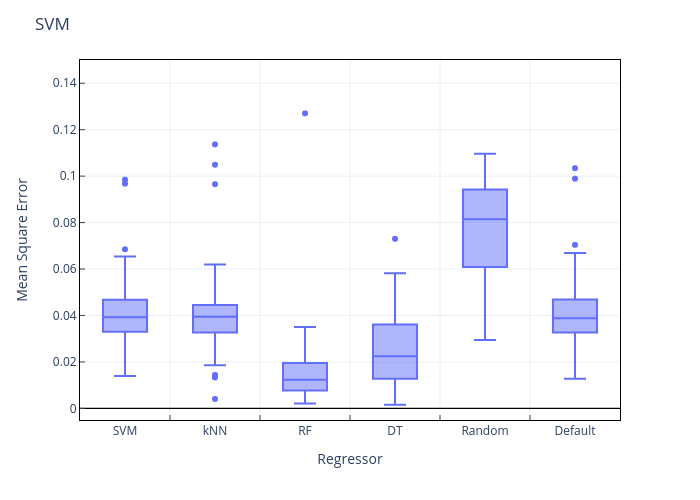 SVM
Mean Square Error
0.14
0.12
0.1
0.08
0.06
0.04
0.02
0
SVM kNN RF DT Random Default
Regressor